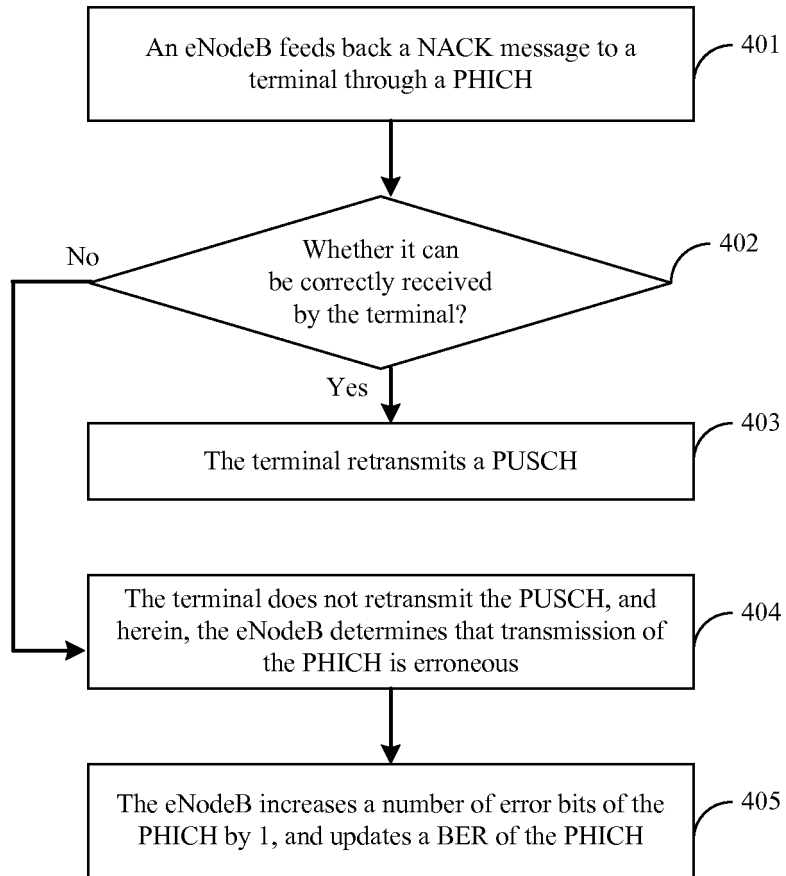 An eNodeB feeds back a NACK message to a
terminal through a PHICH
401
Whether it can
be correctly received
by the terminal?
402
No
Yes
The terminal retransmits a PUSCH
403
The terminal does not retransmit the PUSCH, and
herein, the eNodeB determines that transmission of
the PHICH is erroneous
404
The eNodeB increases a number of error bits of the
PHICH by 1, and updates a BER of the PHICH
405